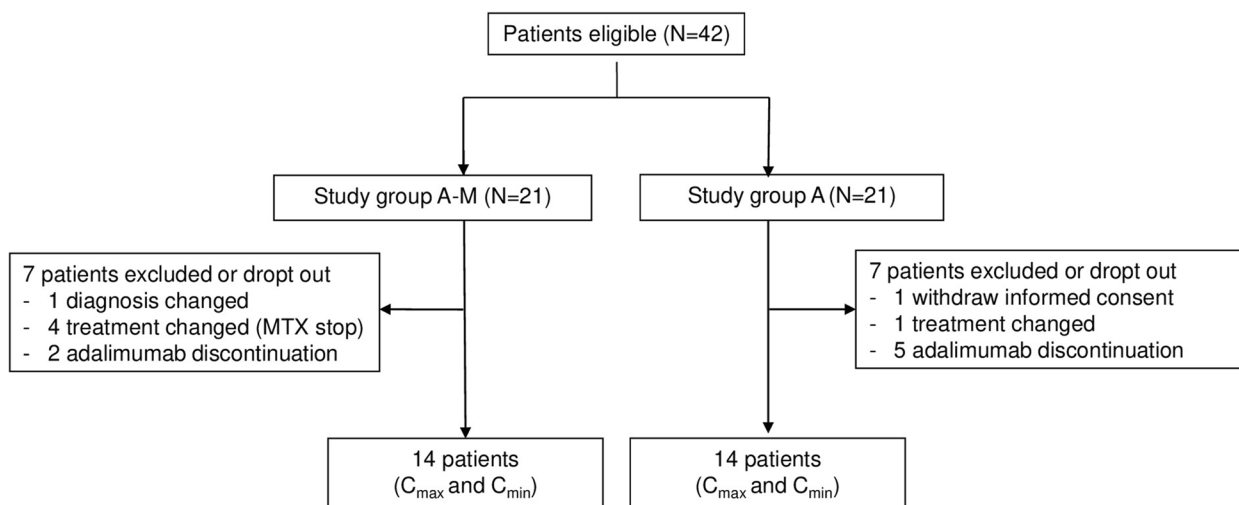 Patients eligible (N=42)
Study group A-M (N=21)
Study group A (N=21)
7 patients excluded or dropt out
- 1 diagnosis changed
- 4 treatment changed (MTX stop)
- 2 adalimumab discontinuation
7 patients excluded or dropt out
- 1 withdraw informed consent
- 1 treatment changed
- 5 adalimumab discontinuation
14 patients
(Cmax and Cmin)
14 patients
(Cmax and Cmin)